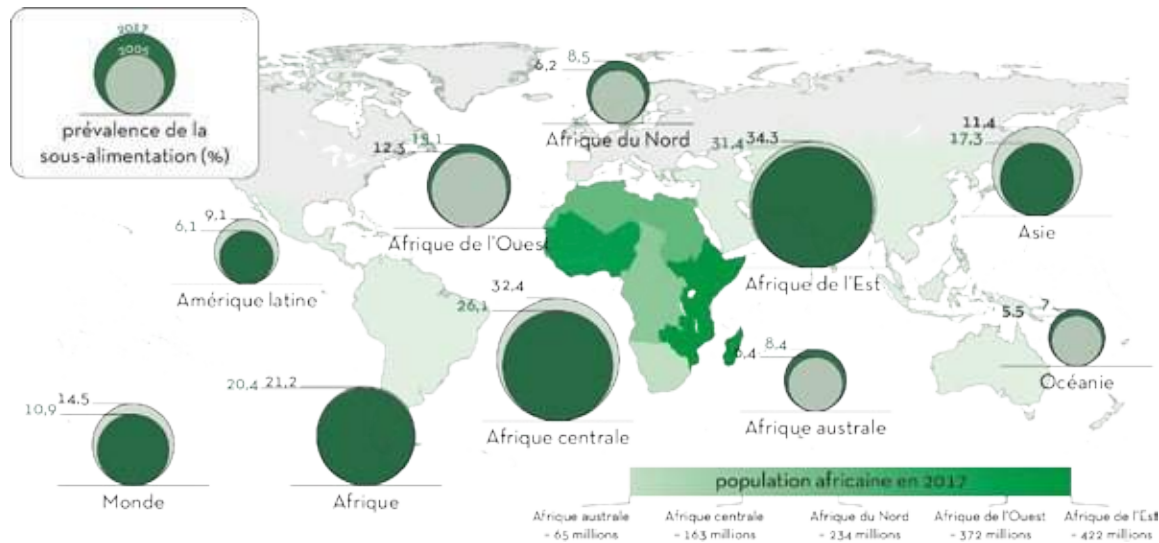 2017
2005
prévalence de la
sous-alimentation (%)
8,5
6,2
Afrique du Nord
15,1
12,3
Afrique de l'Ouest
31,4 34,3
Afrique de l'Est
11,4
17,3
Asie
9,1
6,1
Amérique latine
32,4
26,1
Afrique centrale
8,4
6,4
Afrique australe
7
5.5
Océanie
20,4 21,2
Afrique
10,9 14,5
Monde
population africaine en 2017
Afrique australe
~ 65 millions
Afrique centrale
~ 163 millions
Afrique du Nord
~ 234 millions
Afrique de l'Ouest
~ 372 millions
Afrique de l'Est
~ 422 millions